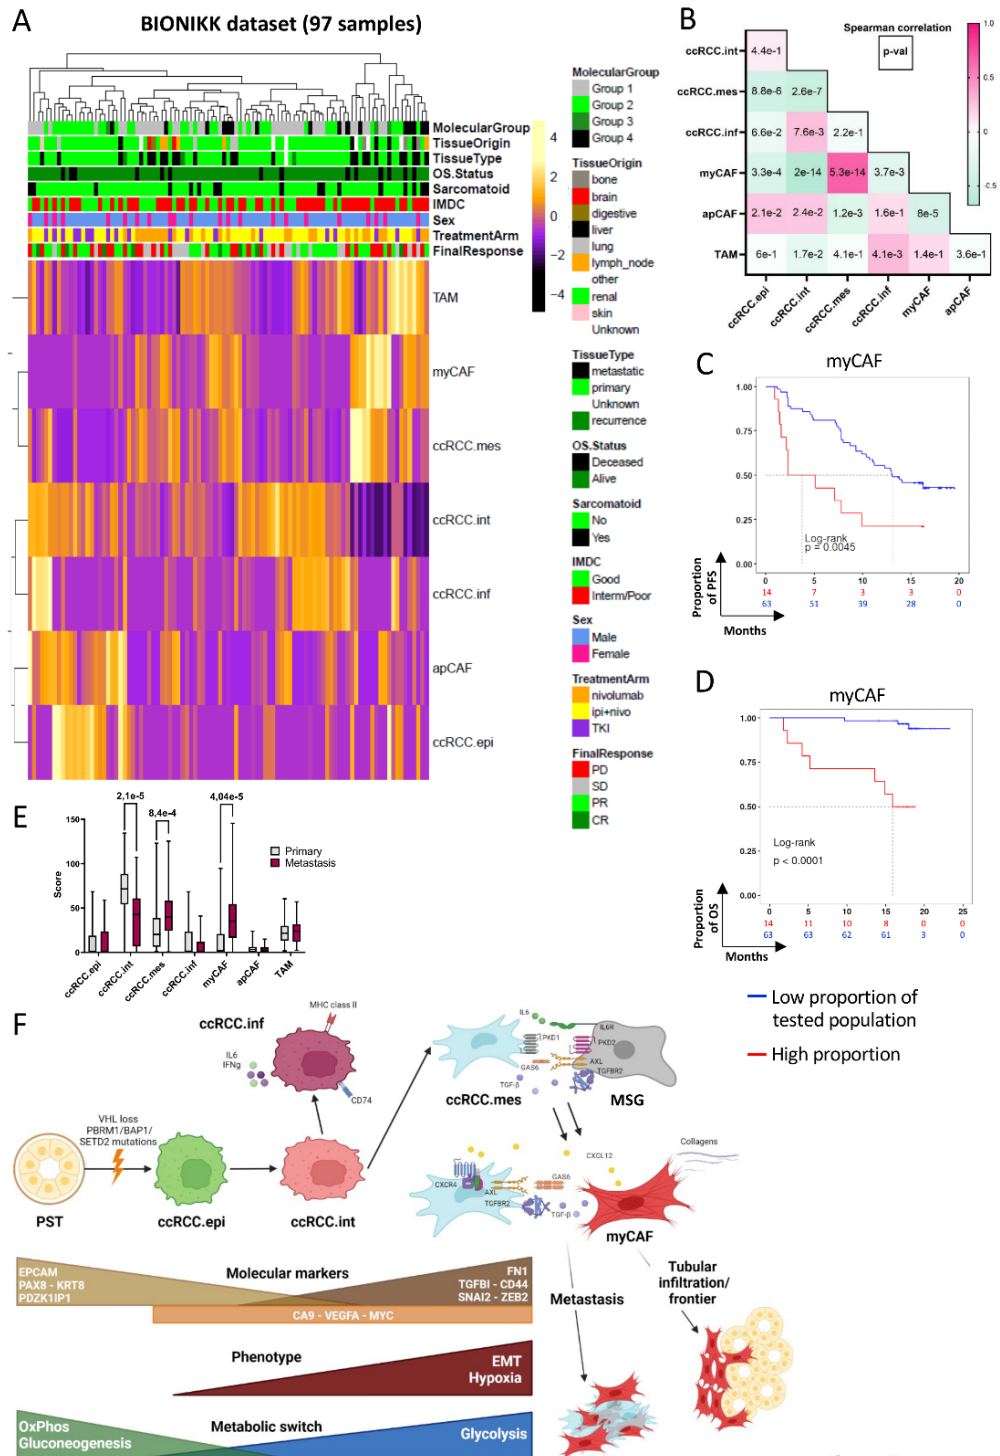 A
BIONIKK dataset (97 samples)
MolecularGroup
TissueOrigin
TissueType
OS.Status
Sarcomatoid
IMDC
Sex
TreatmentArm
FinalResponse
TAM
myCAF
ccRCC.mes
ccRCC.int
ccRCC.inf
apCAF
ccRCC.epi
4
2
0
−2
−4
MolecularGroup
Group 1
Group 2
Group 3
Group 4
TissueOrigin
bone
brain
digestive
liver
lung
lymph_node
other
renal
skin
Unknown
TissueType
metastatic
primary
Unknown
recurrence
OS.Status
Deceased
Alive
Sarcomatoid
No
Yes
IMDC
Good
Interm/Poor
Sex
Male
Female
TreatmentArm
nivolumab
ipi+nivo
TKI
FinalResponse
PD
SD
PR
CR
B
Spearman correlation
p-val
1.0
0.5
0
-0.5
ccRCC.int 4.4e-1
ccRCC.mes 8.8e-6 2.6e-7
ccRCC.inf 6.6e-2 7.6e-3 2.2e-1
myCAF 3.3e-4 2e-14 5.3e-14 3.7e-3
apCAF 2.1e-2 2.4e-2 1.2e-3 1.6e-1 8e-5
TAM 6e-1 1.7e-2 4.1e-1 4.1e-3 1.4e-1 3.6e-1
ccRCC.epi ccRCC.int ccRCC.mes ccRCC.inf myCAF apCAF
C
myCAF
1.00
0.75
0.50
0.25
0.00
Log-rank
p = 0.0045
0 5 10 15 20
14 7 3 3 0
63 51 39 28 0
Proportion
of PFS
Months
D
myCAF
1.00
0.75
0.50
0.25
0.00
Log-rank
p < 0.0001
0 5 10 15 20 25
14 11 10 8 0 0
63 63 62 61 3 0
Proportion
of OS
Months
Low proportion of
tested population
High proportion
E
2,1e-5
8,4e-4
4,04e-5
Primary
Metastasis
Score
150
100
50
0
ccRCC.epi ccRCC.int ccRCC.mes ccRCC.inf myCAF apCAF TAM
F
ccRCC.inf
MHC class II
IL6
IFNg
CD74
VHL loss
PBRM1/BAP1/
SETD2 mutations
PST
ccRCC.epi
ccRCC.int
IL6
IL6R
PKD1
PKD2
GAS6
AXL
TGFBR2
TGF-β
ccRCC.mes
MSG
CXCL12
Collagens
CXCR4
AXL
GAS6
TGFBR2
TGF-β
myCAF
Metastasis
Tubular
infiltration/
frontier
Molecular markers
EPCAM
PAX8 - KRT8
PDZK1IP1
FN1
TGFBI - CD44
SNAI2 - ZEB2
CA9 - VEGFA - MYC
Phenotype
EMT
Hypoxia
OxPhos
Gluconeogenesis
Metabolic switch
Glycolysis